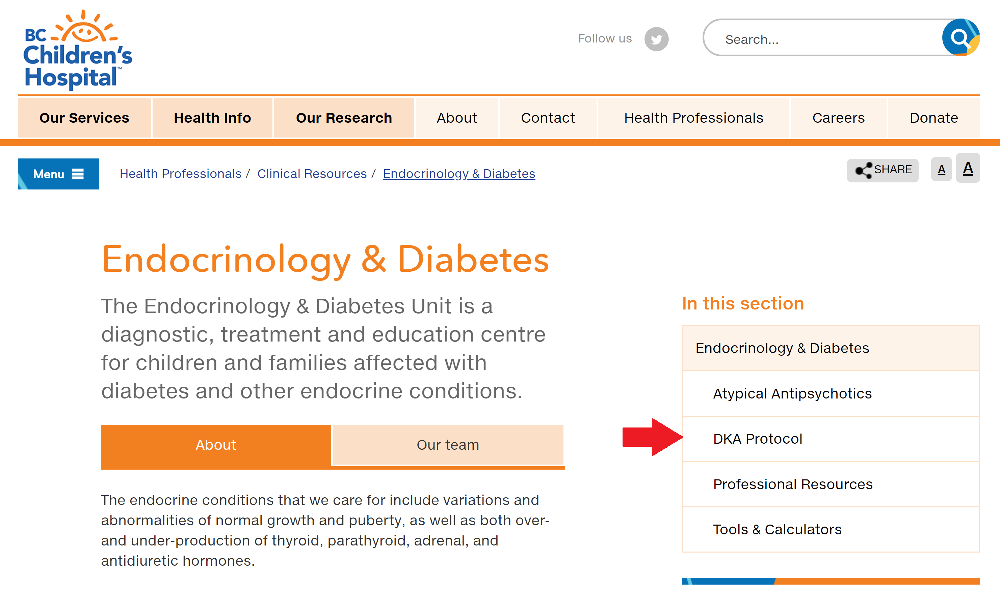 BC
Children's
Hospital™
Follow us
Search...
Our Services
Health Info
Our Research
About
Contact
Health Professionals
Careers
Donate
Menu
Health Professionals / Clinical Resources / Endocrinology & Diabetes
SHARE
A
A
Endocrinology & Diabetes
The Endocrinology & Diabetes Unit is a
diagnostic, treatment and education centre
for children and families affected with
diabetes and other endocrine conditions.
About
Our team
The endocrine conditions that we care for include variations and
abnormalities of normal growth and puberty, as well as both over-
and under-production of thyroid, parathyroid, adrenal, and
antidiuretic hormones.
In this section
Endocrinology & Diabetes
Atypical Antipsychotics
DKA Protocol
Professional Resources
Tools & Calculators